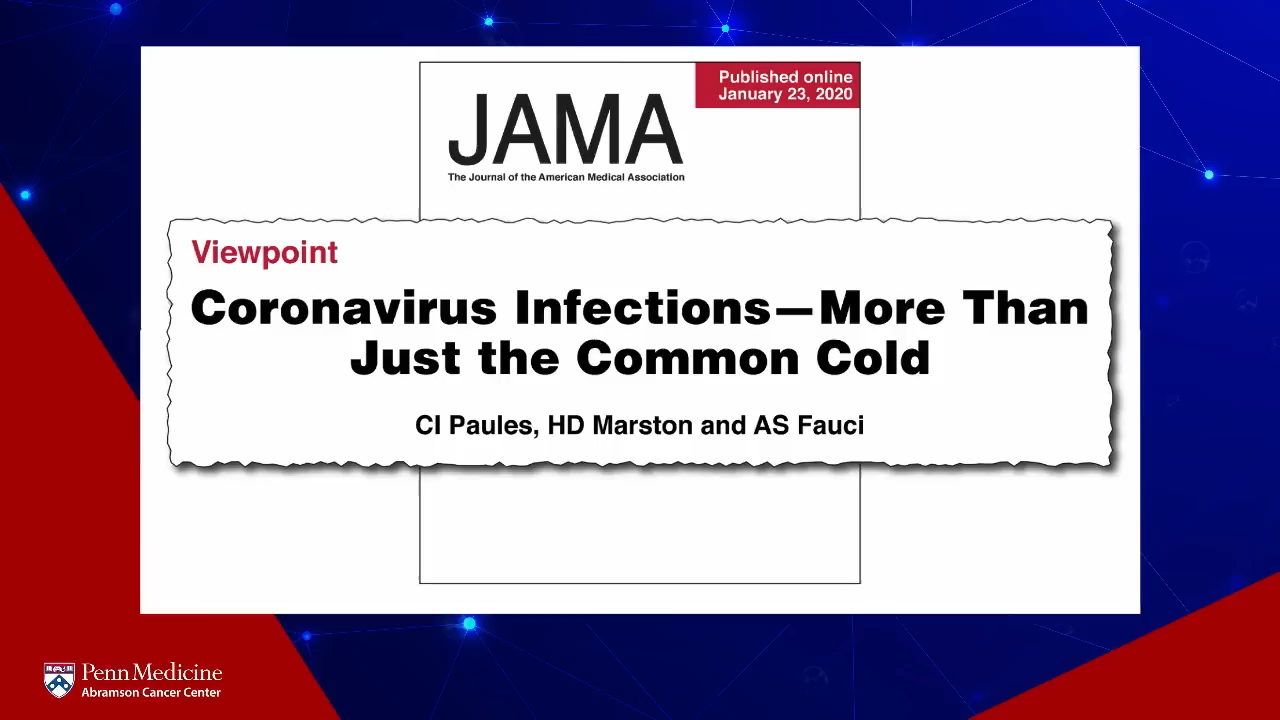 Published online
January 23, 2020
JAMA
The Journal of the American Medical Association
Viewpoint
Coronavirus Infections—More Than
Just the Common Cold
CI Paules, HD Marston and AS Fauci
Penn Medicine
Abramson Cancer Center